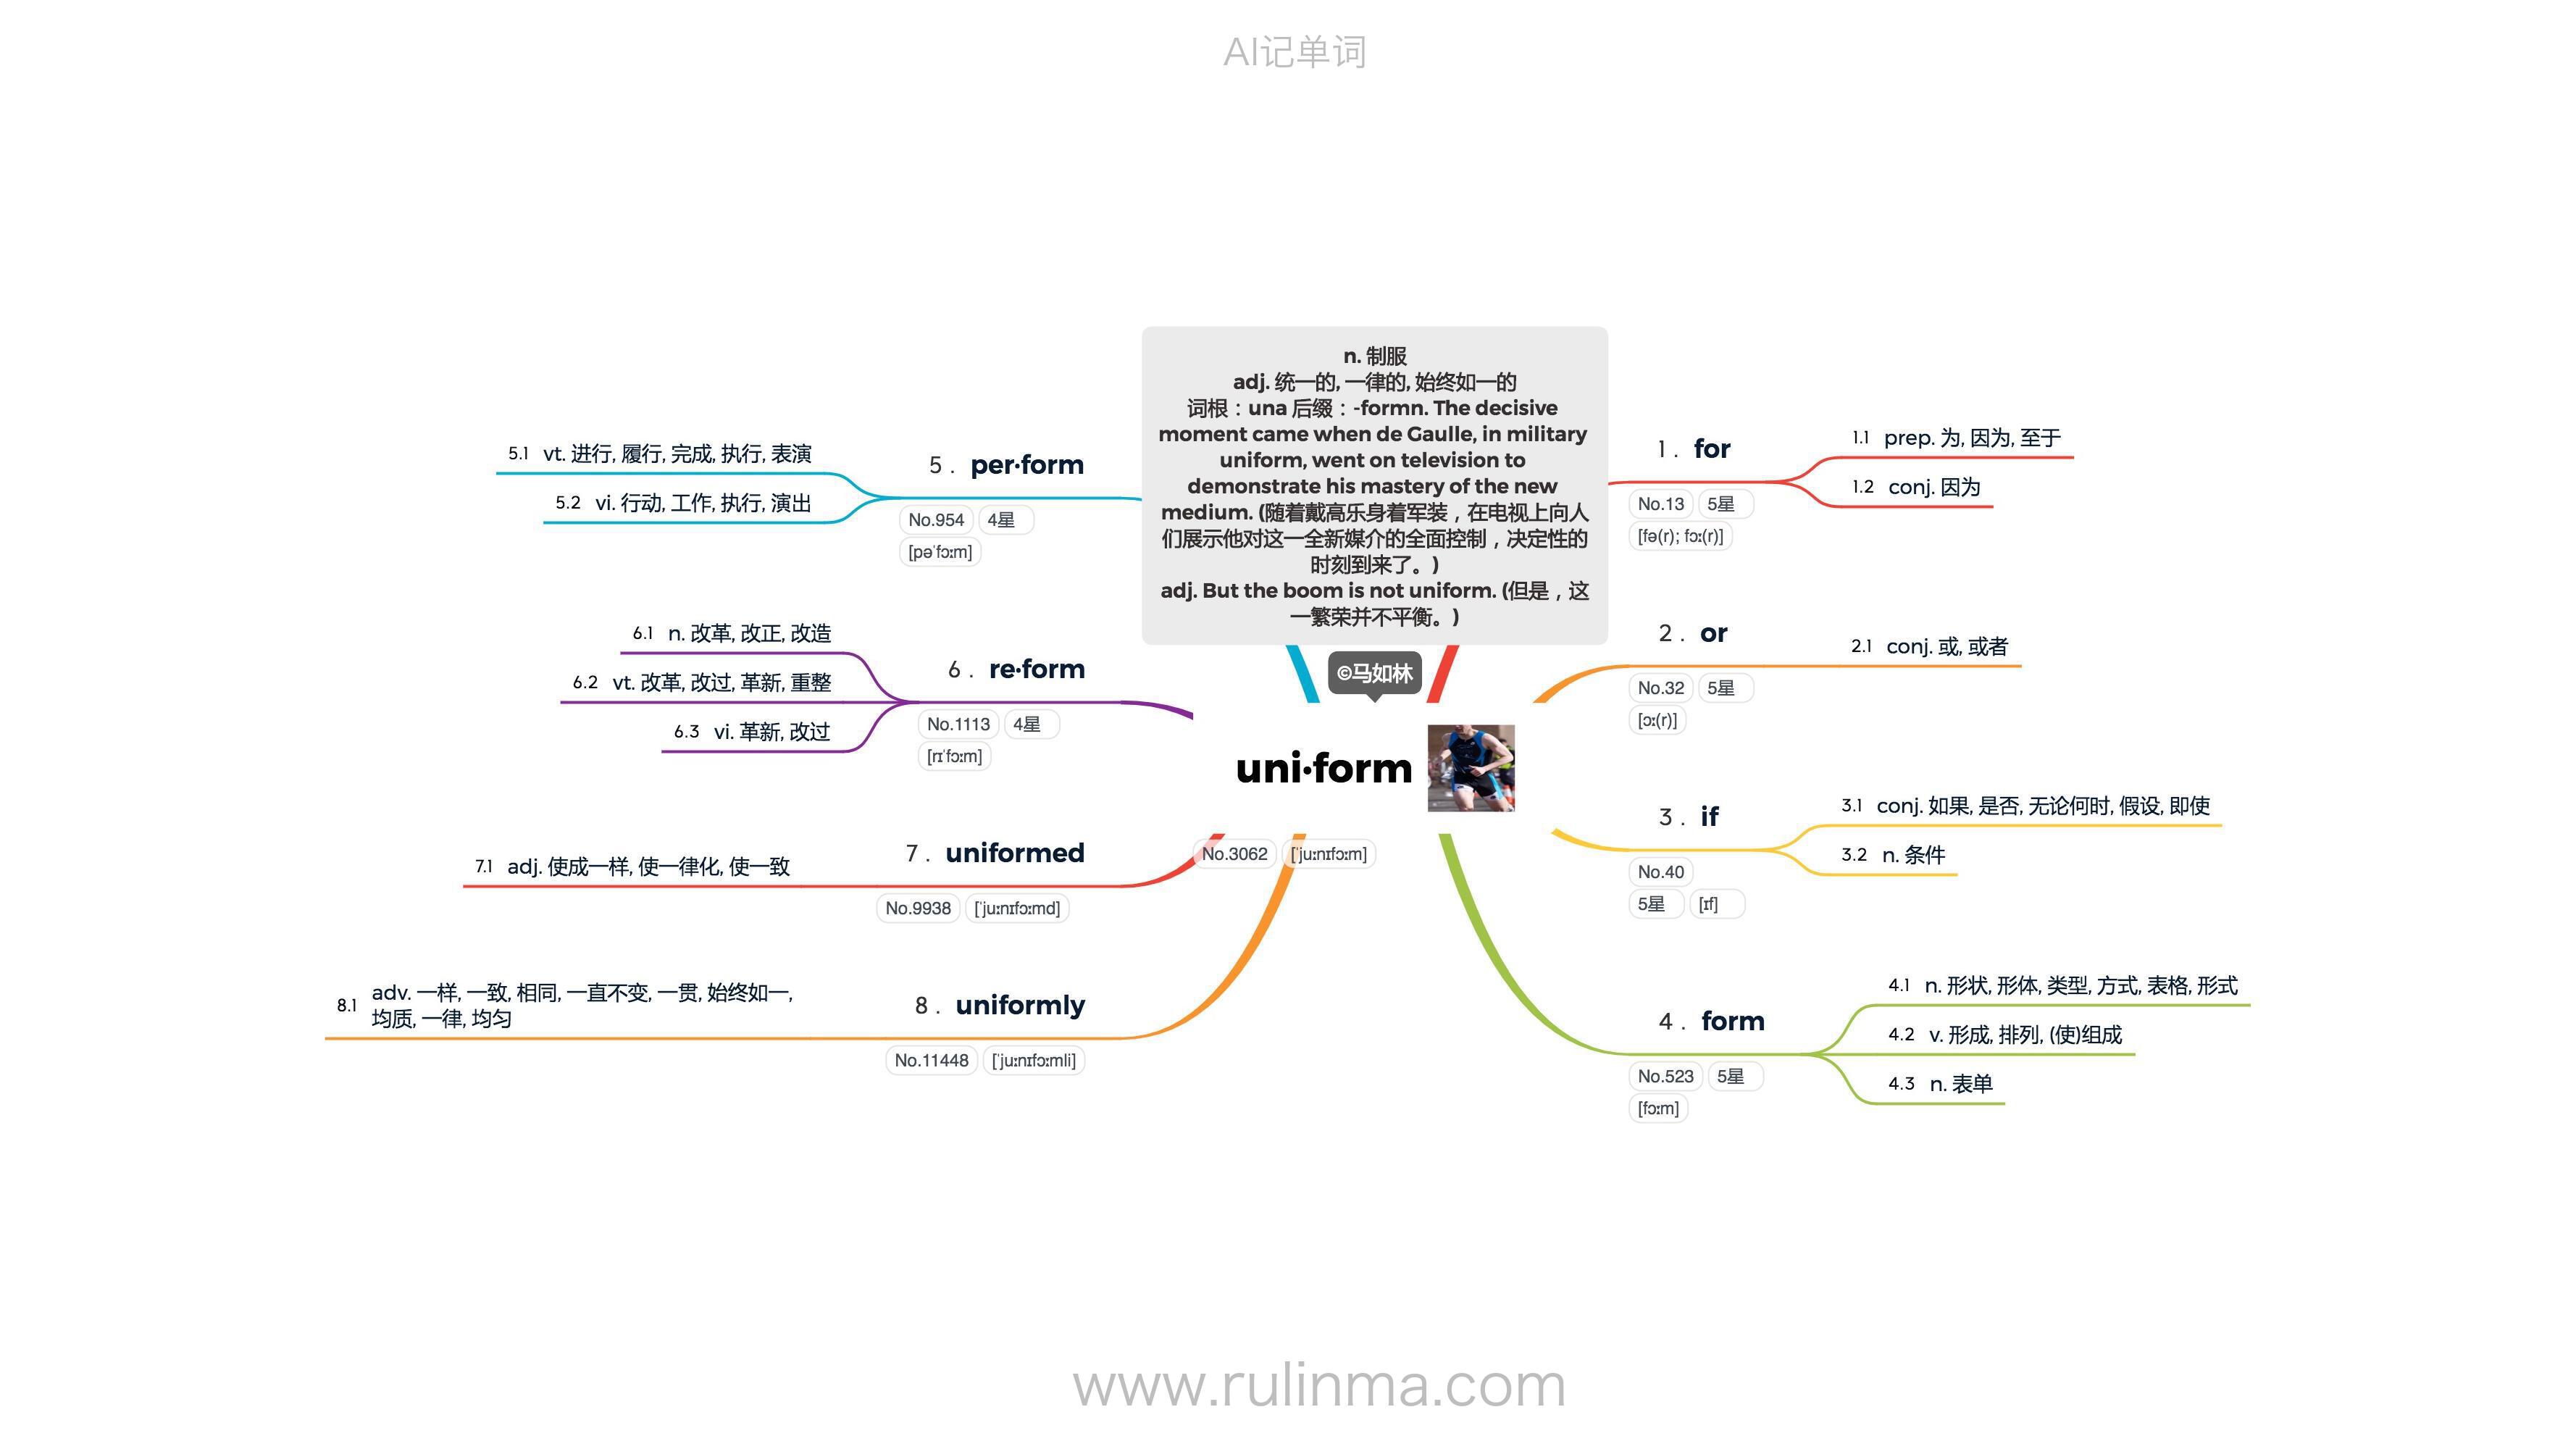 AI记单词
n. 制服
adj. 统一的, 一律的, 始终如一的
词根：una 后缀：-formn. The decisive
moment came when de Gaulle, in military
uniform, went on television to
demonstrate his mastery of the new
medium. (随着戴高乐身着军装，在电视上向人
们展示他对这一全新媒介的全面控制，决定性的
时刻到来了。)
adj. But the boom is not uniform. (但是，这
一繁荣并不平衡。)
©马如林
uni·form
No.3062 [ˈjuːnɪfɔːm]
1. for
No.13 5星
[fə(r); fɔː(r)]
1.1 prep. 为, 因为, 至于
1.2 conj. 因为
2. or
No.32 5星
[ɔː(r)]
2.1 conj. 或, 或者
3. if
No.40
5星 [ɪf]
3.1 conj. 如果, 是否, 无论何时, 假设, 即使
3.2 n. 条件
4. form
No.523 5星
[fɔːm]
4.1 n. 形状, 形体, 类型, 方式, 表格, 形式
4.2 v. 形成, 排列, (使)组成
4.3 n. 表单
5. per·form
No.954 4星
[pəˈfɔːm]
5.1 vt. 进行, 履行, 完成, 执行, 表演
5.2 vi. 行动, 工作, 执行, 演出
6. re·form
No.1113 4星
[rɪˈfɔːm]
6.1 n. 改革, 改正, 改造
6.2 vt. 改革, 改过, 革新, 重整
6.3 vi. 革新, 改过
7. uniformed
No.9938 [ˈjuːnɪfɔːmd]
7.1 adj. 使成一样, 使一律化, 使一致
8. uniformly
No.11448 [ˈjuːnɪfɔːmli]
8.1 adv. 一样, 一致, 相同, 一直不变, 一贯, 始终如一,
均质, 一律, 均匀
www.rulinma.com